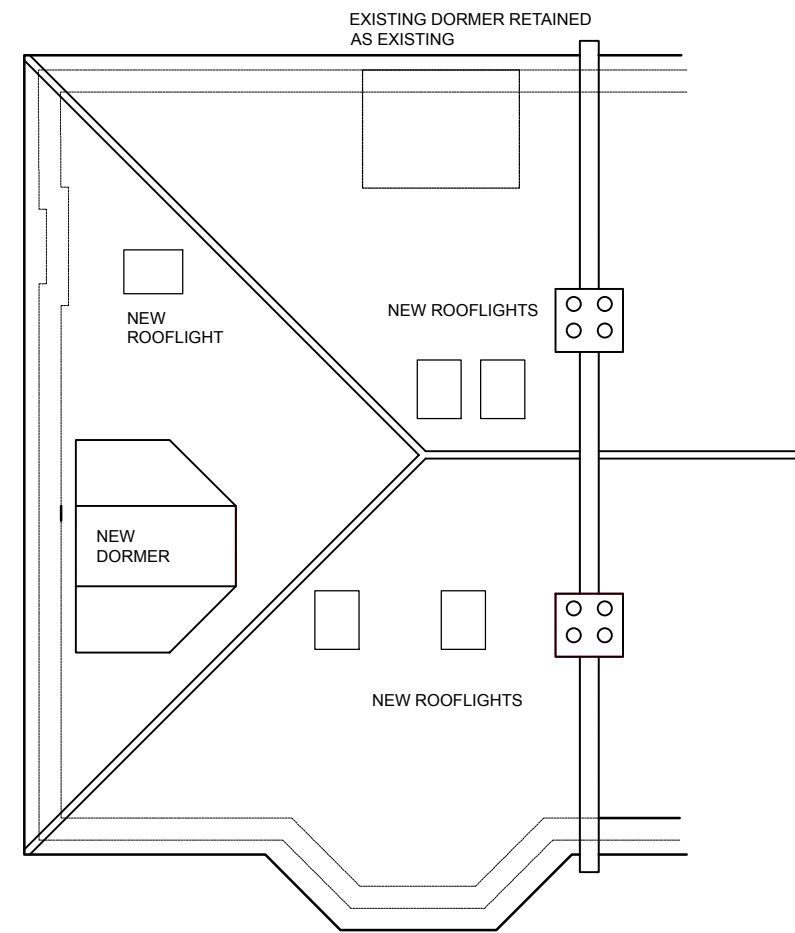 EXISTING DORMER RETAINED
AS EXISTING
NEW ROOFLIGHTS
NEW
ROOFLIGHT
NEW
DORMER
NEW ROOFLIGHTS